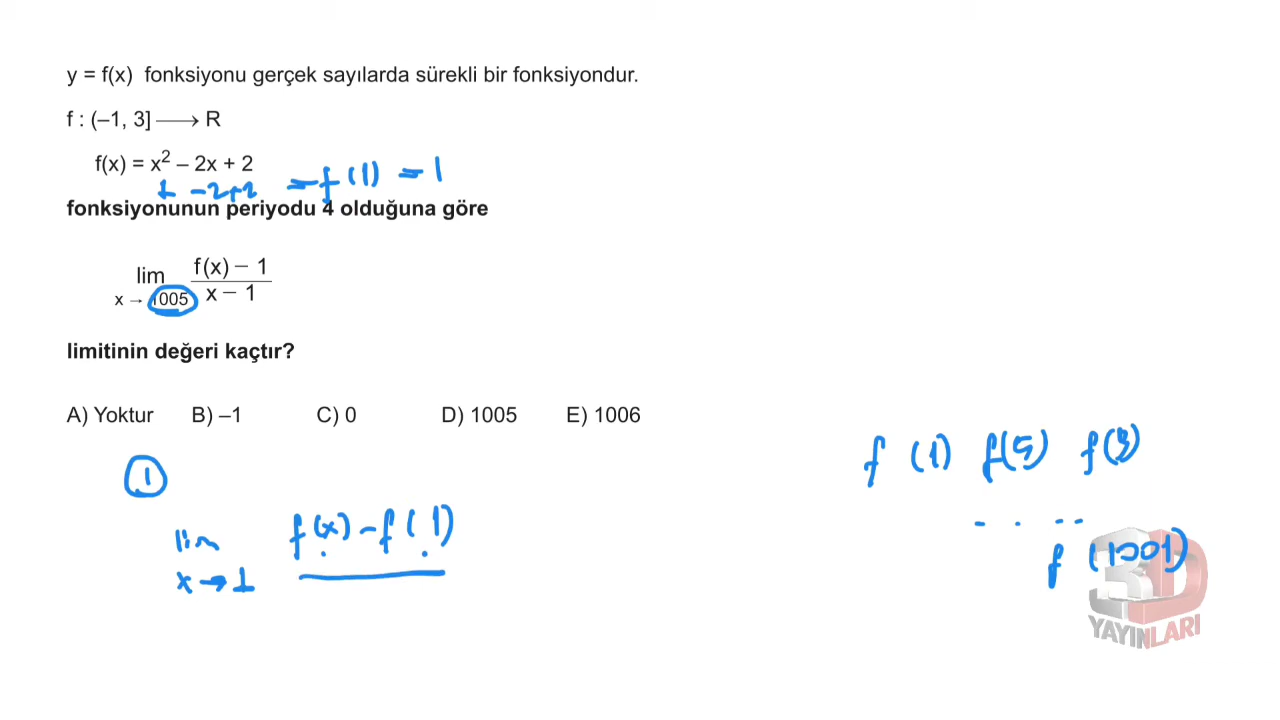 y = f(x) fonksiyonu gerçek sayılarda sürekli bir fonksiyondur.
f : (–1, 3] ⟶ R
f(x) = x² – 2x + 2
1 - 2 + 2 = f(1) = 1
fonksiyonunun periyodu 4 olduğuna göre
lim x → 1005 f(x) – 1 / x – 1
limitinin değeri kaçtır?
A) Yoktur B) –1 C) 0 D) 1005 E) 1006
f(1) f(5) f(9)
- . - -
f(1001)
1
lim x→1 f(x) - f(1)
3D
YAYINLARI